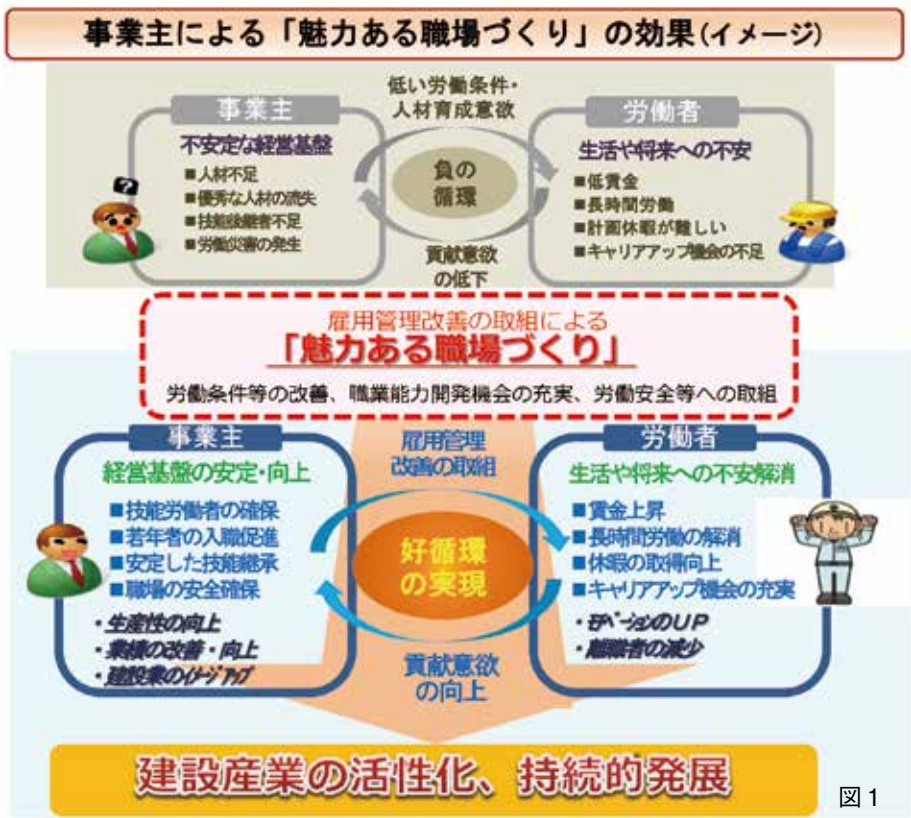 事業主による「魅力ある職場づくり」の効果(イメージ)
低い労働条件・
人材育成意欲
事業主
不安定な経営基盤
■人材不足
■優秀な人材の流失
■技能後継者不足
■労働災害の発生
?
負の
循環
労働者
生活や将来への不安
■低賃金
■長時間労働
■計画休暇が難しい
■キャリアアップ機会の不足
貢献意欲
の低下
雇用管理改善の取組による
「魅力ある職場づくり」
労働条件等の改善、職業能力開発機会の充実、労働安全等への取組
事業主
経営基盤の安定・向上
■技能労働者の確保
■若年者の入職促進
■安定した技能継承
■職場の安全確保
・生産性の向上
・業績の改善・向上
・建設業のイメージアップ
雇用管理
改善の取組
好循環
の実現
貢献意欲
の向上
労働者
生活や将来への不安解消
■賃金上昇
■長時間労働の解消
■休暇の取得向上
■キャリアアップ機会の充実
・モチベーションのUP
・離職者の減少
建設産業の活性化、持続的発展
図1